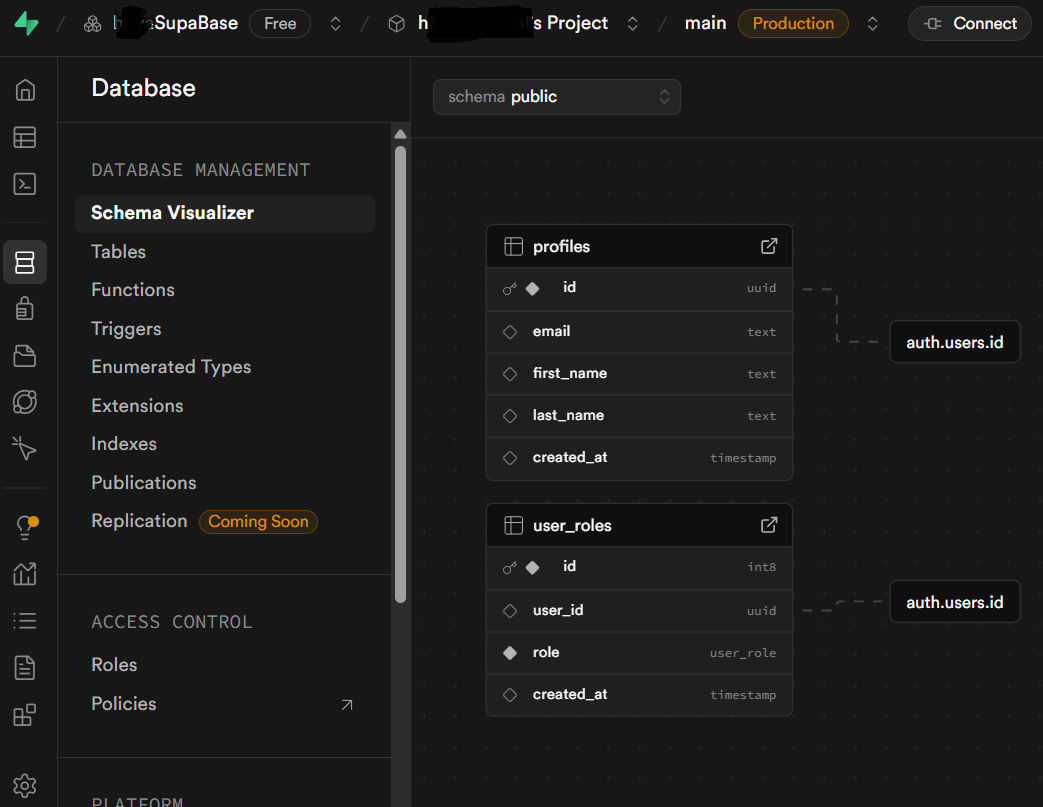 SupaBase Free 's Project main Production Connect
Database
schema public
DATABASE MANAGEMENT
Schema Visualizer
Tables
Functions
Triggers
Enumerated Types
Extensions
Indexes
Publications
Replication Coming Soon
ACCESS CONTROL
Roles
Policies
PLATFORM
profiles
id uuid
email text
first_name text
last_name text
created_at timestamp
auth.users.id
user_roles
id int8
user_id uuid
role user_role
created_at timestamp
auth.users.id